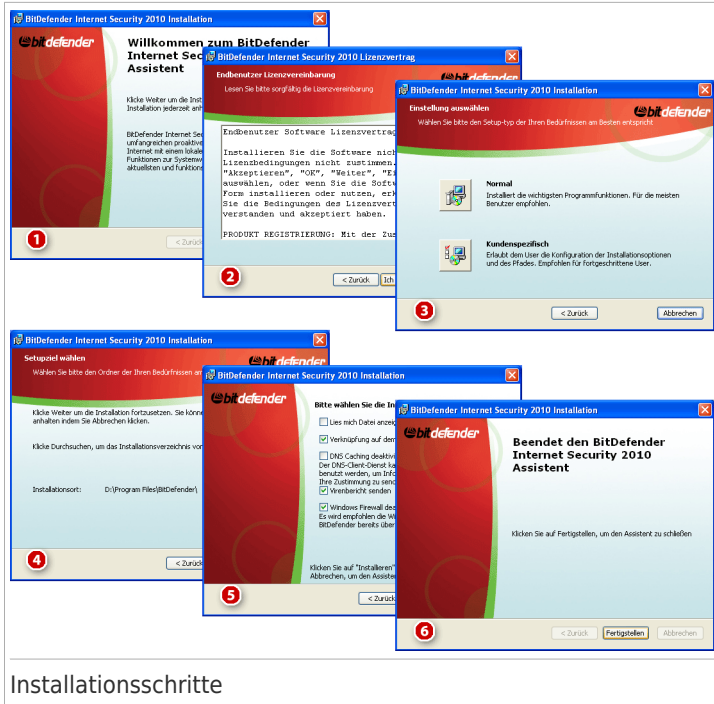 BitDefender Internet Security 2010 Installation
bitdefender
Willkommen zum BitDefender
Internet Sec
Assistent
Klicke Weiter um die Inst
Installation jederzeit anh
BitDefender Internet Se
umfangreichen proaktive
Internet mit einem lokale
Funktionen zur Systemw
aktuellsten und funktions
< Zurück
1
BitDefender Internet Security 2010 Lizenzvertrag
Endbenutzer Lizenzvereinbarung
Lesen Sie bitte sorgfältig die Lizenzvereinbarung
bitdefender
Endbenutzer Software Lizenzvertrag
Installieren Sie die Software nich
Lizenzbedingungen nicht zustimmen.
"Akzeptieren", "OK", "Weiter", "Ei
auswählen, oder wenn Sie die Softw
Form installieren oder nutzen, erk
Sie die Bedingungen des Lizenzvert
verstanden und akzeptiert haben.
PRODUKT REGISTRIERUNG: Mit der Zus
< Zurück
Ich
2
BitDefender Internet Security 2010 Installation
Einstellung auswählen
Wählen Sie bitte den Setup-typ der Ihren Bedürfnissen am Besten entspricht
bitdefender
Normal
Installiert die wichtigsten Programmfunktionen. Für die meisten
Benutzer empfohlen.
Kundenspezifisch
Erlaubt dem User die Konfiguration der Installationsoptionen
und des Pfades. Empfohlen für fortgeschrittene User.
< Zurück
Abbrechen
3
BitDefender Internet Security 2010 Installation
Setupziel wählen
Wählen Sie bitte den Ordner der Ihren Bedürfnissen am
bitdefender
Klicke Weiter um die Installation fortzusetzen. Sie könne
anhalten indem Sie Abbrechen klicken.
Klicke Durchsuchen, um das Installationsverzeichnis vor
Installationsort: D:\Program Files\BitDefender\
< Zurück
4
BitDefender Internet Security 2010 Installation
bitdefender
Bitte wählen Sie die In
Lies mich Datei anzeig
Verknüpfung auf dem
DNS Caching deaktivi
Der DNS-Client-Dienst ka
benutzt werden, um Info
Ihre Zustimmung zu senc
Virenbericht senden
Windows Firewall dea
Es wird empfohlen die Wi
BitDefender bereits über
Klicken Sie auf "Installieren"
Abbrechen, um den Assiste
< Zurück
5
BitDefender Internet Security 2010 Installation
bitdefender
Beendet den BitDefender
Internet Security 2010
Assistent
Klicken Sie auf Fertigstellen, um den Assistent zu schließen
< Zurück
Fertigstellen
Abbrechen
6
Installationsschritte